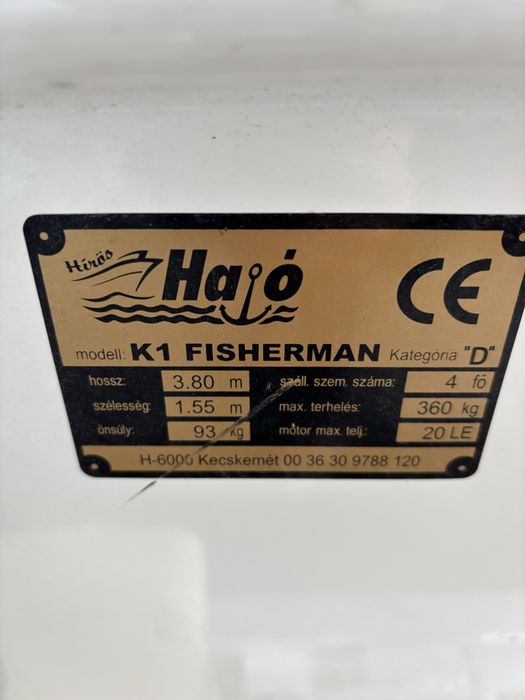 Hírös Hajó
CE
modell: K1 FISHERMAN Kategória "D"
hossz: 3.80 m száll. szem. száma: 4 fő
szélesség: 1.55 m max. terhelés: 360 kg
önsúly: 93 kg motor max telj.: 20 LE
H-6000 Kecskemét 00 36 30 9788 120